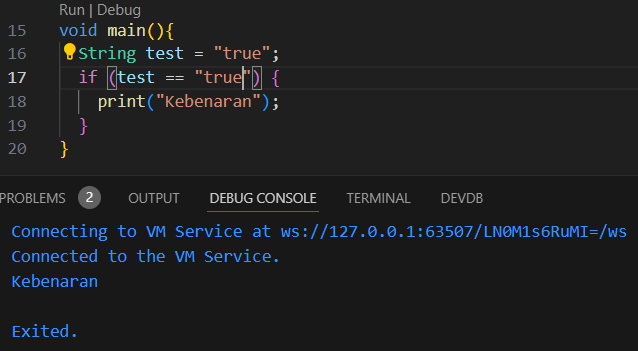 Run | Debug
15 void main(){
16 String test = "true";
17 if (test == "true") {
18 print("Kebenaran");
19 }
20 }
PROBLEMS 2 OUTPUT DEBUG CONSOLE TERMINAL DEVDB
Connecting to VM Service at ws://127.0.0.1:63507/LN0M1s6RuMI=/ws
Connected to the VM Service.
Kebenaran
Exited.